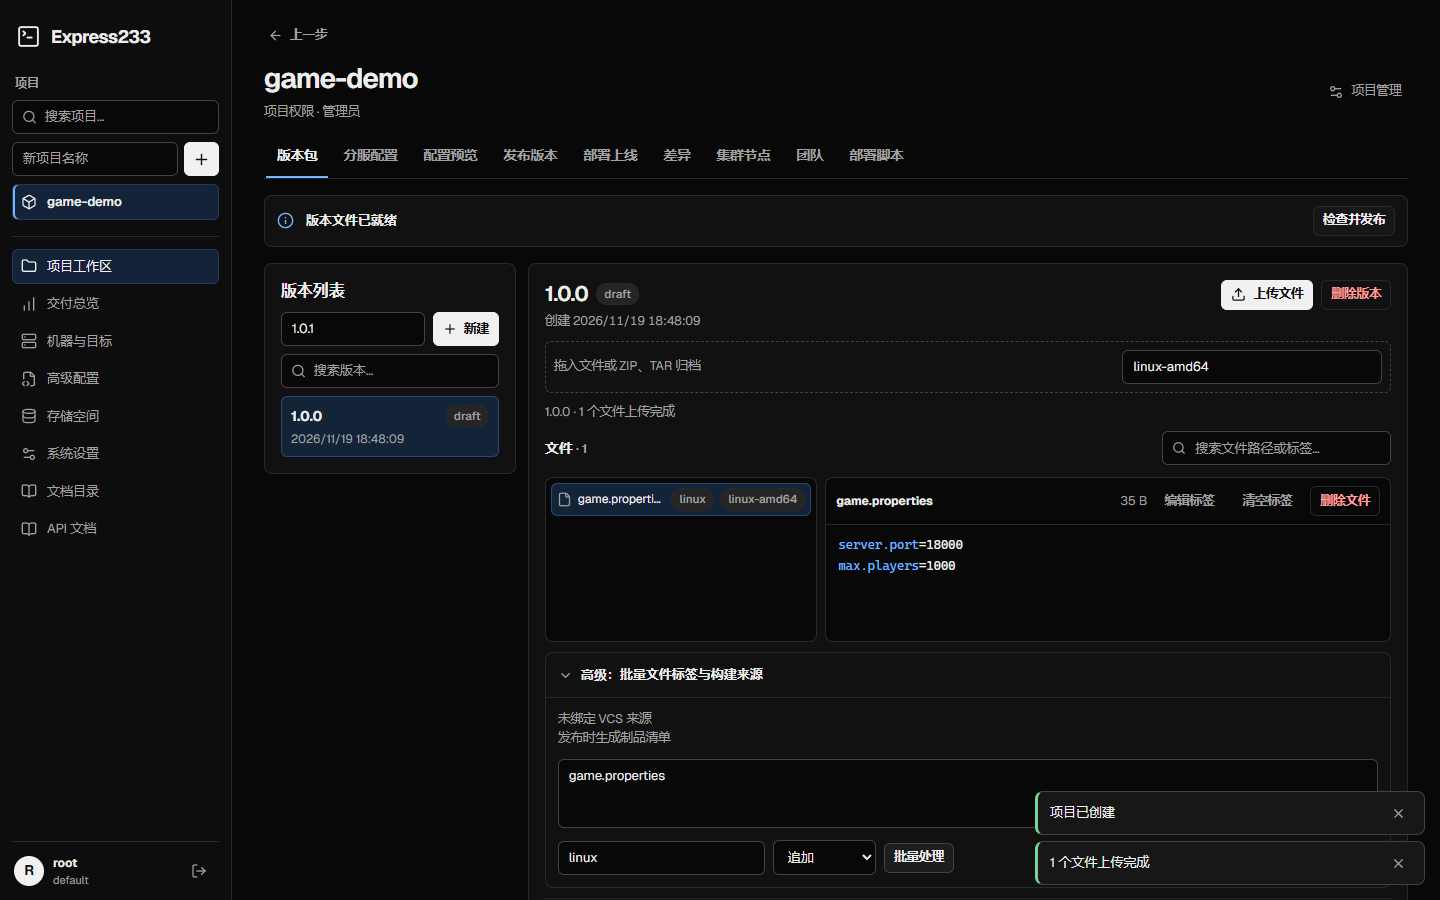 Express233
项目
搜索项目...
新项目名称
game-demo
项目工作区
交付总览
机器与目标
高级配置
存储空间
系统设置
文档目录
API 文档
R
root
default
上一步
game-demo
项目权限 · 管理员
项目管理
版本包
分服配置
配置预览
发布版本
部署上线
差异
集群节点
团队
部署脚本
版本文件已就绪
检查并发布
版本列表
1.0.1
新建
搜索版本...
1.0.0
draft
2026/11/19 18:48:09
1.0.0
draft
创建 2026/11/19 18:48:09
上传文件
删除版本
拖入文件或 ZIP、TAR 归档
linux-amd64
1.0.0 · 1 个文件上传完成
文件 · 1
搜索文件路径或标签...
game.properti...
linux
linux-amd64
game.properties
35 B
编辑标签
清空标签
删除文件
server.port=18000
max.players=1000
高级：批量文件标签与构建来源
未绑定 VCS 来源
发布时生成制品清单
game.properties
linux
追加
批量处理
项目已创建
1 个文件上传完成